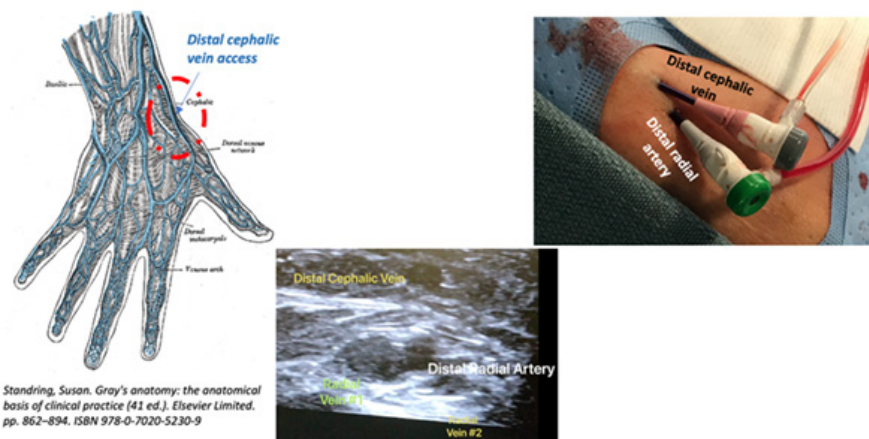 Distal cephalic
vein access
Basilic
Cephalic
Dorsal venous
network
Dorsal
metacarpals
Venous arch
Standring, Susan. Gray's anatomy: the anatomical
basis of clinical practice (41 ed.). Elsevier Limited.
pp. 862–894. ISBN 978-0-7020-5230-9
Distal Cephalic Vein
Distal Radial Artery
Radial
Vein #1
Radial
Vein #2
Distal cephalic
vein
Distal radial
artery